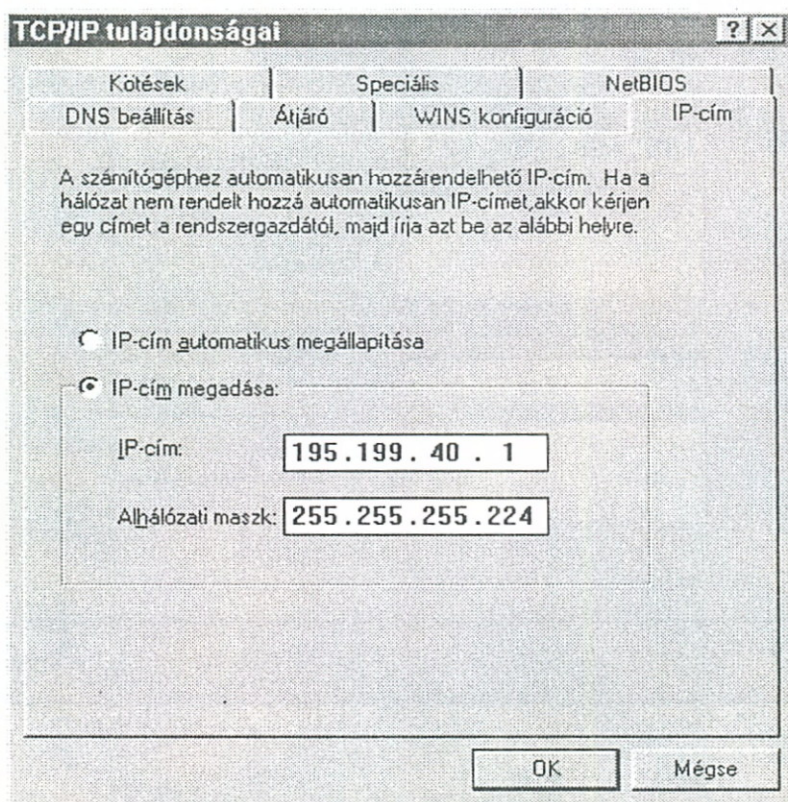 TCP/IP tulajdonságai
Kötések Speciális NetBIOS
DNS beállítás Átjáró WINS konfiguráció IP-cím
A számítógéphez automatikusan hozzárendelhető IP-cím. Ha a
hálózat nem rendelt hozzá automatikusan IP-címet,akkor kérjen
egy címet a rendszergazdától, majd írja azt be az alábbi helyre.
IP-cím automatikus megállapítása
IP-cím megadása:
IP-cím: 195.199. 40 . 1
Alhálózati maszk: 255.255.255.224
OK Mégse